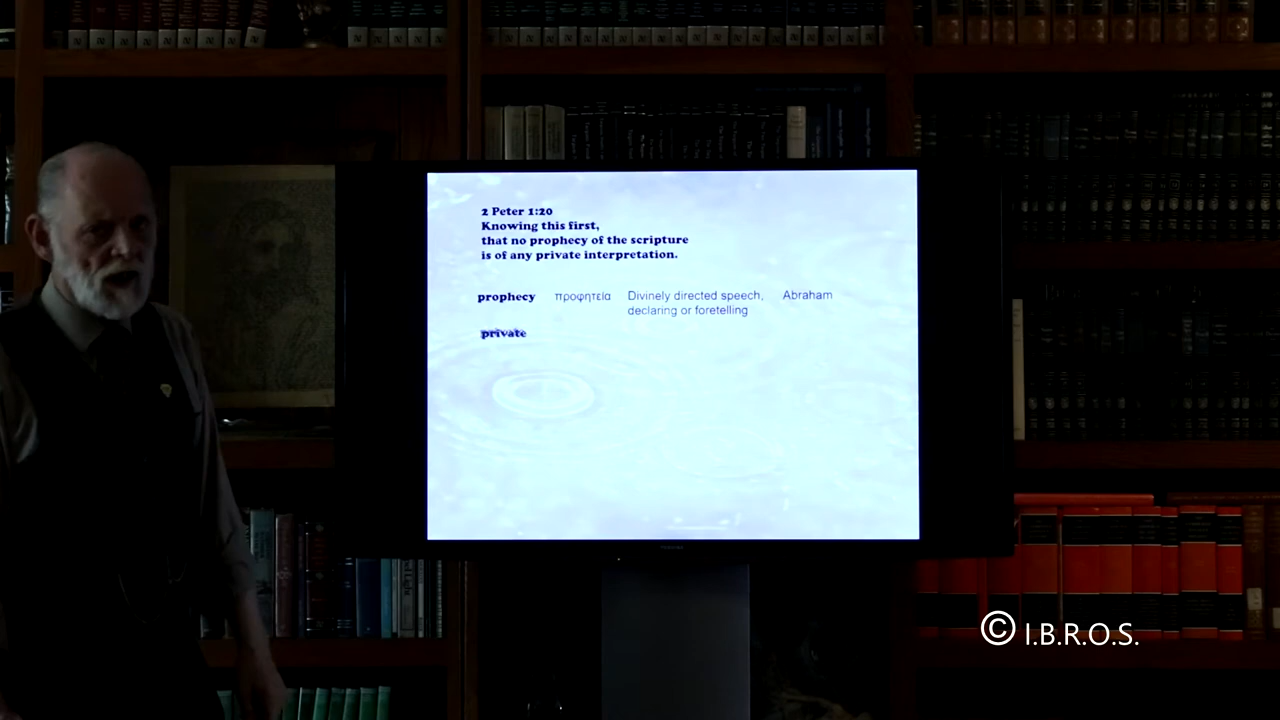 2 Peter 1:20
Knowing this first,
that no prophecy of the scripture
is of any private interpretation.
prophecy προφητεία Divinely directed speech, Abraham
declaring or foretelling
private
TOSHIBA
© I.B.R.O.S.